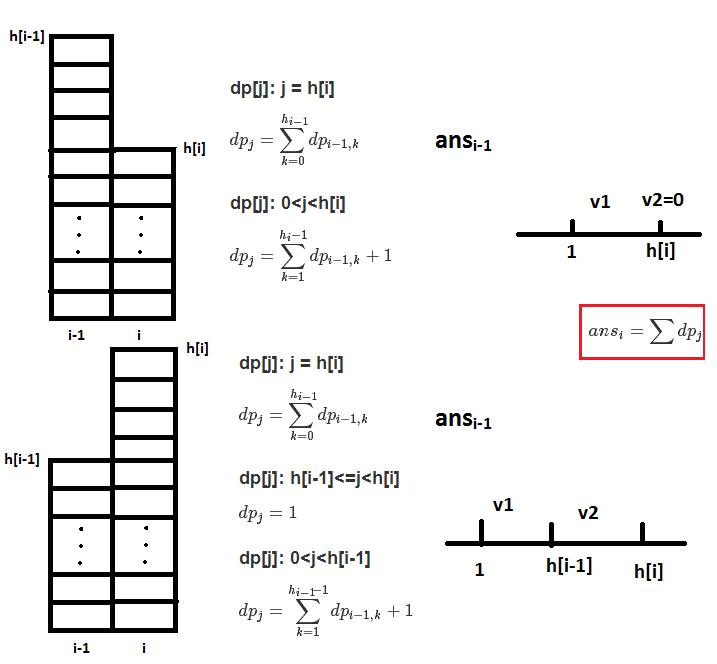 h[i-1]
h[i]
i-1 i
dp[j]: j = h[i]
$dp_j = \sum_{k=0}^{h_{i-1}} dp_{i-1,k}$
dp[j]: 0<j<h[i]
$dp_j = \sum_{k=1}^{h_i-1} dp_{i-1,k} + 1$
ans_{i-1}
v1 v2=0
1 h[i]
$ans_i = \sum dp_j$
h[i]
h[i-1]
i-1 i
dp[j]: j = h[i]
$dp_j = \sum_{k=0}^{h_{i-1}} dp_{i-1,k}$
dp[j]: h[i-1]<=j<h[i]
$dp_j = 1$
dp[j]: 0<j<h[i-1]
$dp_j = \sum_{k=1}^{h_{i-1}-1} dp_{i-1,k} + 1$
ans_{i-1}
v1 v2
1 h[i-1] h[i]